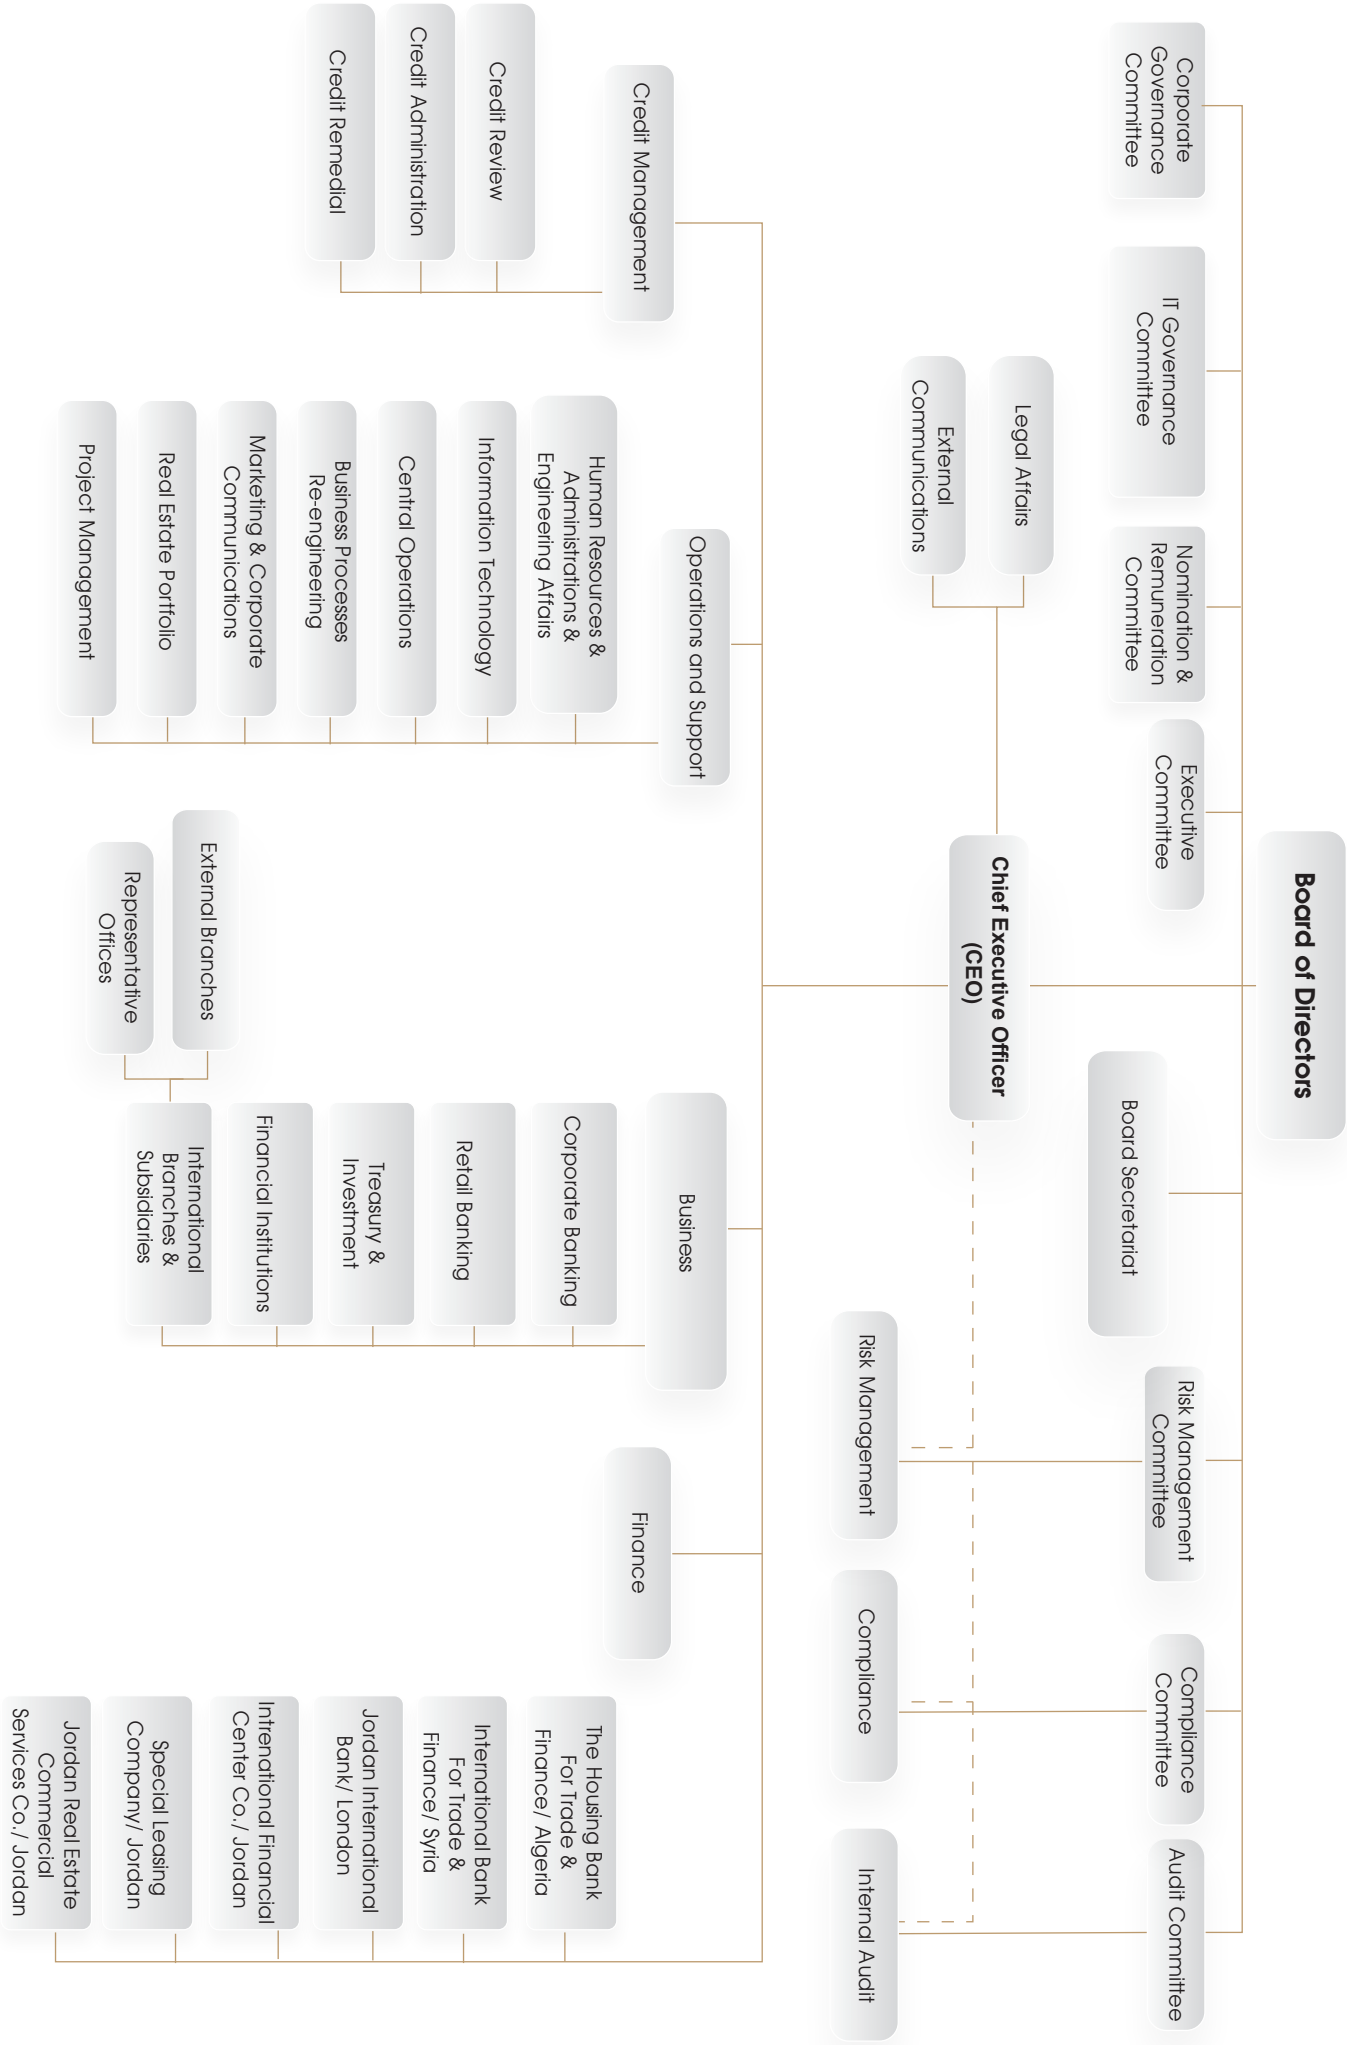 Board of Directors
Corporate
Governance
Committee
IT Governance
Committee
Nomination &
Remuneration
Committee
Executive
Committee
Board Secretariat
Risk Management
Committee
Compliance
Committee
Audit Committee
Chief Executive Officer
(CEO)
Legal Affairs
External
Communications
Risk Management
Compliance
Internal Audit
Credit Management
Credit Review
Credit Administration
Credit Remedial
Operations and Support
Human Resources &
Administrations &
Engineering Affairs
Information Technology
Central Operations
Business Processes
Re-engineering
Marketing & Corporate
Communications
Real Estate Portfolio
Project Management
Business
Corporate Banking
Retail Banking
Treasury &
Investment
Financial Institutions
International
Branches &
Subsidiaries
External Branches
Representative
Offices
Finance
The Housing Bank
For Trade &
Finance/ Algeria
International Bank
For Trade &
Finance/ Syria
Jordan International
Bank/ London
Intrenational Financial
Center Co./ Jordan
Special Leasing
Company/ Jordan
Jordan Real Estate
Commercial
Services Co./ Jordan